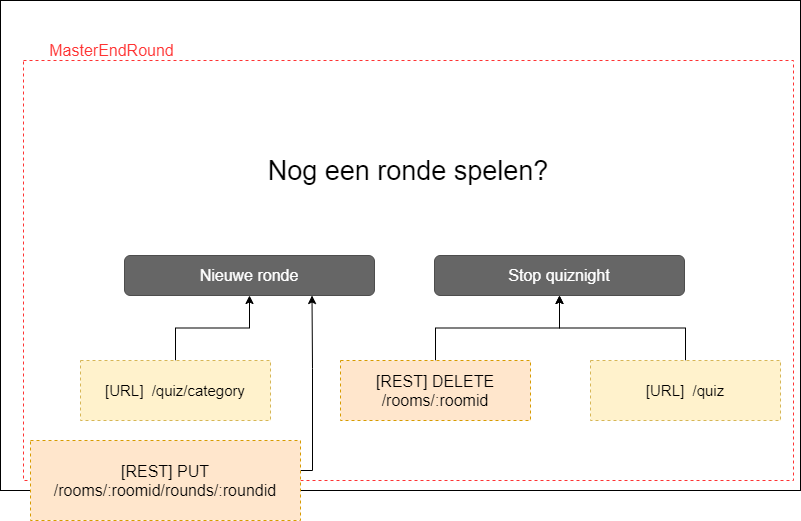 MasterEndRound
Nog een ronde spelen?
Nieuwe ronde
Stop quiznight
[URL] /quiz/category
[REST] DELETE
/rooms/:roomid
[URL] /quiz
[REST] PUT
/rooms/:roomid/rounds/:roundid